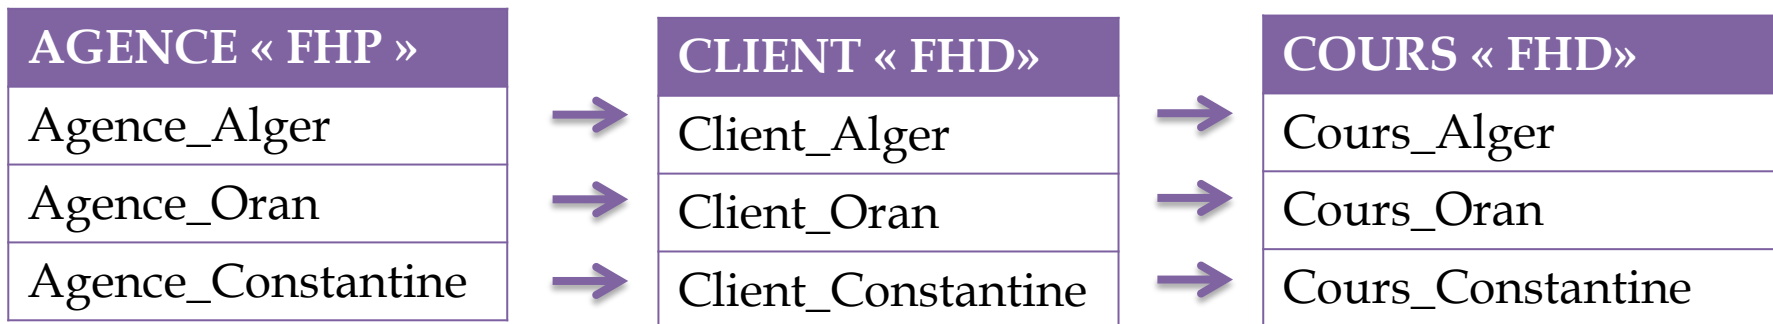 AGENCE « FHP »
Agence_Alger
Agence_Oran
Agence_Constantine
CLIENT « FHD»
Client_Alger
Client_Oran
Client_Constantine
COURS « FHD»
Cours_Alger
Cours_Oran
Cours_Constantine